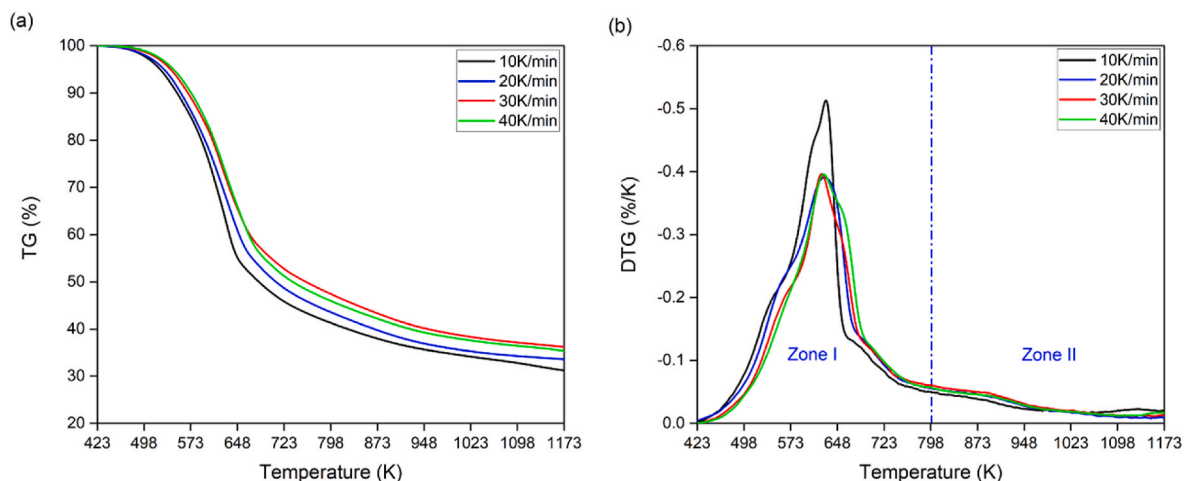 (a)
100
90
80
70
60
50
40
30
20
TG (%)
423 498 573 648 723 798 873 948 1023 1098 1173
Temperature (K)
10K/min
20K/min
30K/min
40K/min
(b)
-0.6
-0.5
-0.4
-0.3
-0.2
-0.1
0.0
DTG (%/K)
423 498 573 648 723 798 873 948 1023 1098 1173
Temperature (K)
10K/min
20K/min
30K/min
40K/min
Zone I
Zone II